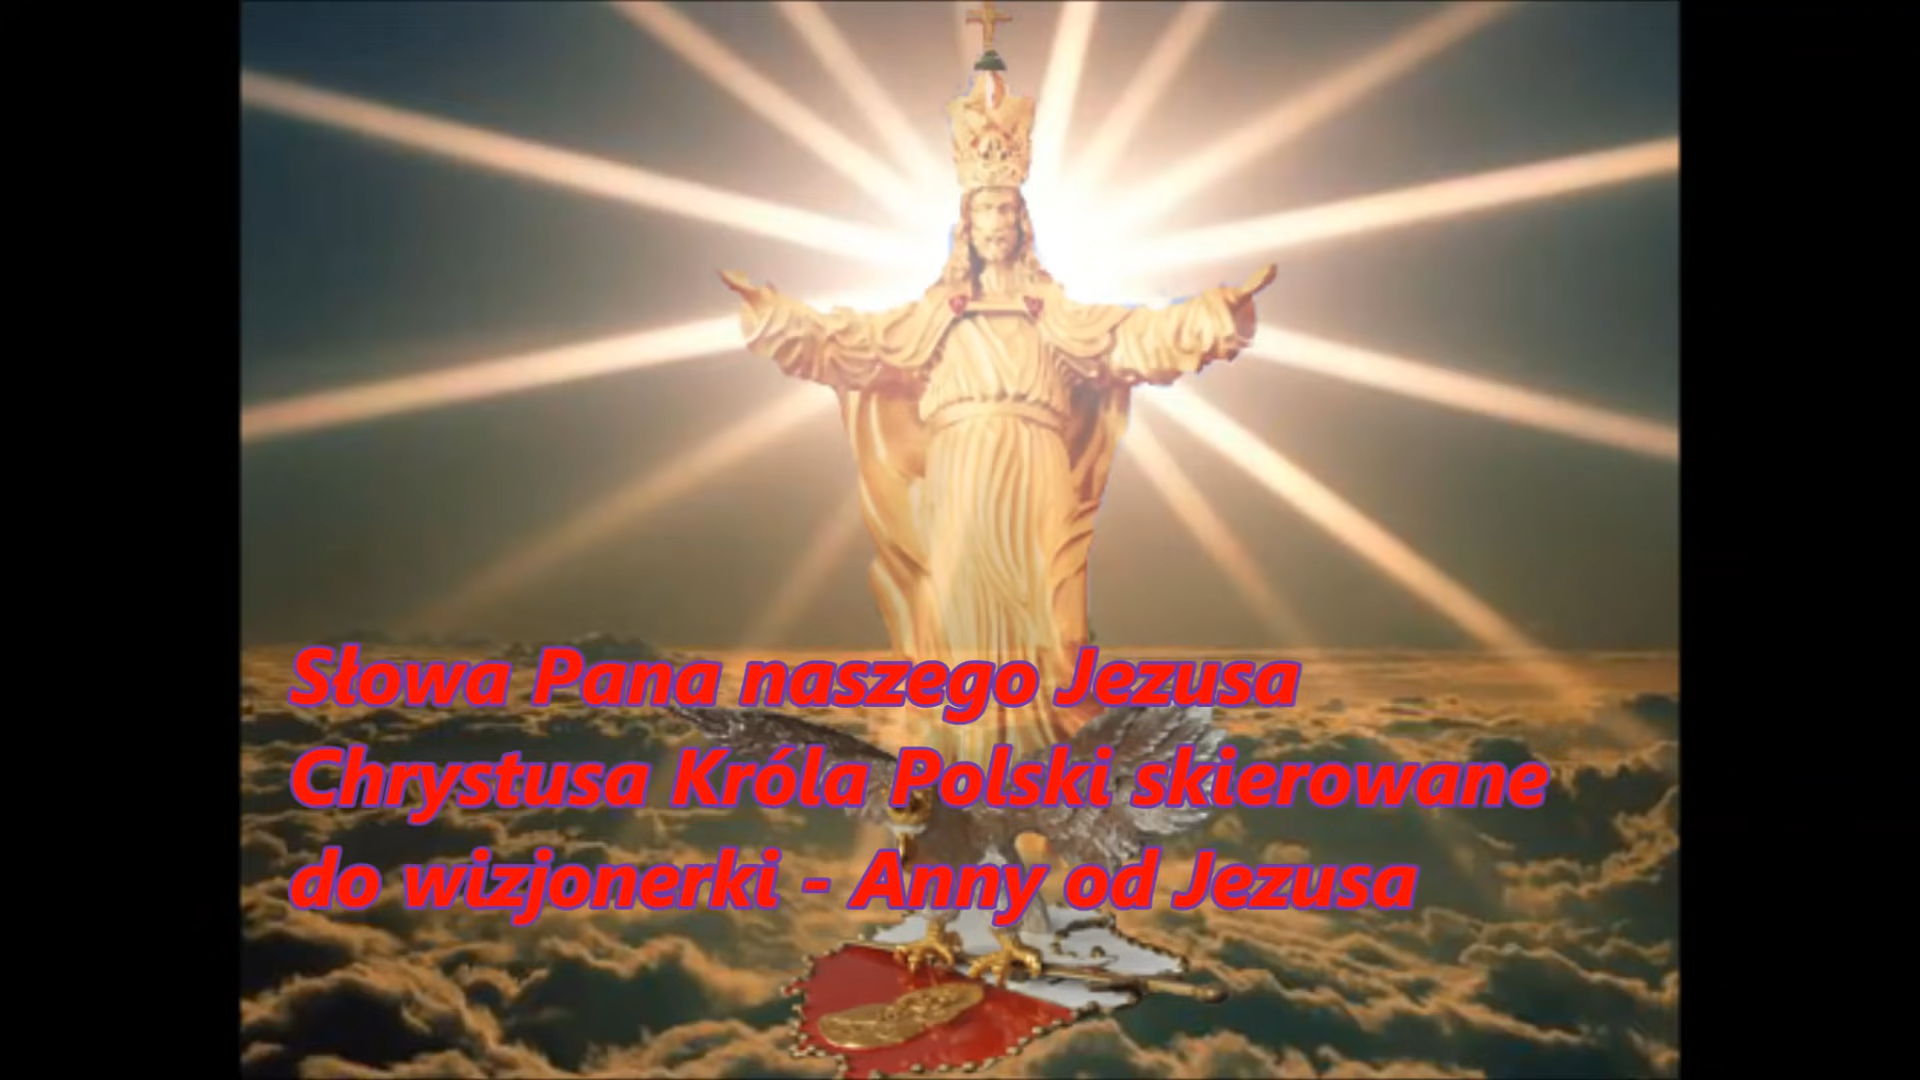 Słowa Pana naszego Jezusa
Chrystusa Króla Polski skierowane
do wizjonerki - Anny od Jezusa